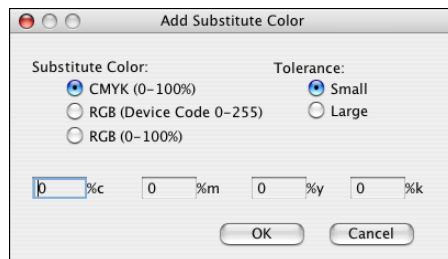 Add Substitute Color
Substitute Color:
CMYK (0-100%)
RGB (Device Code 0-255)
RGB (0-100%)
Tolerance:
Small
Large
0 %c 0 %m 0 %y 0 %k
OK Cancel